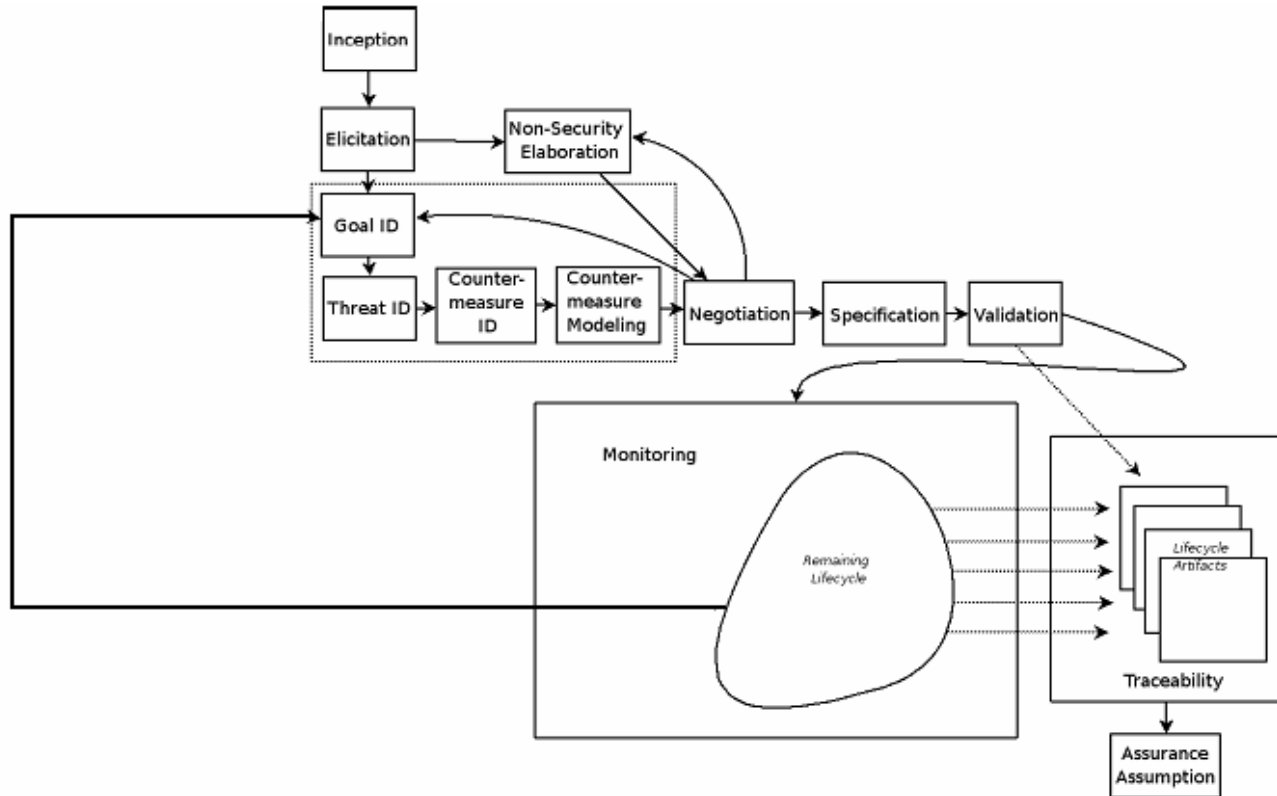 Inception
Elicitation
Non-Security
Elaboration
Goal ID
Threat ID
Counter-
measure
ID
Counter-
measure
Modeling
Negotiation
Specification
Validation
Monitoring
Remaining
Lifecycle
Lifecycle
Artifacts
Traceability
Assurance
Assumption